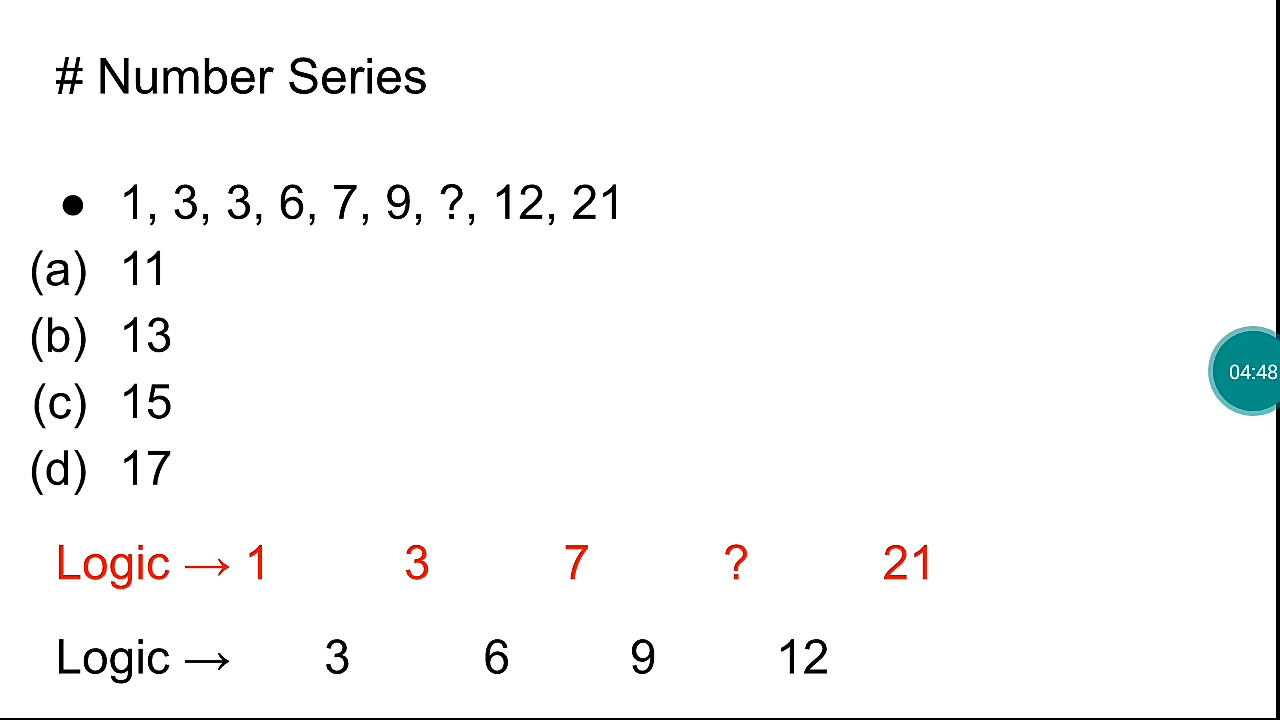 # Number Series
● 1, 3, 3, 6, 7, 9, ?, 12, 21
(a) 11
(b) 13
(c) 15
(d) 17
04:48
Logic → 1 3 7 ? 21
Logic → 3 6 9 12